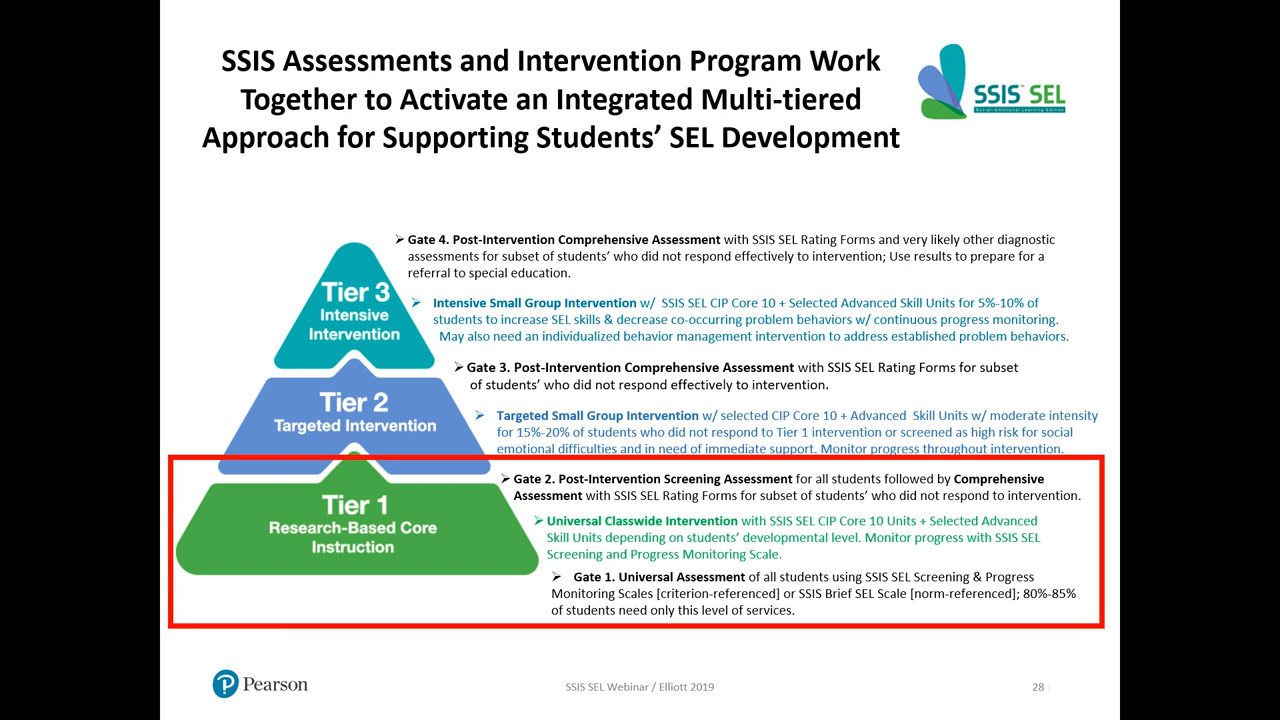 SSIS Assessments and Intervention Program Work
Together to Activate an Integrated Multi-tiered
Approach for Supporting Students’ SEL Development
SSIS™ SEL
Social-Emotional Learning Edition
➢ Gate 4. Post-Intervention Comprehensive Assessment with SSIS SEL Rating Forms and very likely other diagnostic
assessments for subset of students’ who did not respond effectively to intervention; Use results to prepare for a
referral to special education.
Tier 3
Intensive
Intervention
➢ Intensive Small Group Intervention w/ SSIS SEL CIP Core 10 + Selected Advanced Skill Units for 5%-10% of
students to increase SEL skills & decrease co-occurring problem behaviors w/ continuous progress monitoring.
May also need an individualized behavior management intervention to address established problem behaviors.
➢ Gate 3. Post-Intervention Comprehensive Assessment with SSIS SEL Rating Forms for subset
of students’ who did not respond effectively to intervention.
Tier 2
Targeted Intervention
➢ Targeted Small Group Intervention w/ selected CIP Core 10 + Advanced Skill Units w/ moderate intensity
for 15%-20% of students who did not respond to Tier 1 intervention or screened as high risk for social
emotional difficulties and in need of immediate support. Monitor progress throughout intervention.
➢ Gate 2. Post-Intervention Screening Assessment for all students followed by Comprehensive
Assessment with SSIS SEL Rating Forms for subset of students’ who did not respond to intervention.
Tier 1
Research-Based Core
Instruction
➢ Universal Classwide Intervention with SSIS SEL CIP Core 10 Units + Selected Advanced
Skill Units depending on students’ developmental level. Monitor progress with SSIS SEL
Screening and Progress Monitoring Scale.
➢ Gate 1. Universal Assessment of all students using SSIS SEL Screening & Progress
Monitoring Scales [criterion-referenced] or SSIS Brief SEL Scale [norm-referenced]; 80%-85%
of students need only this level of services.
P Pearson
SSIS SEL Webinar / Elliott 2019
28